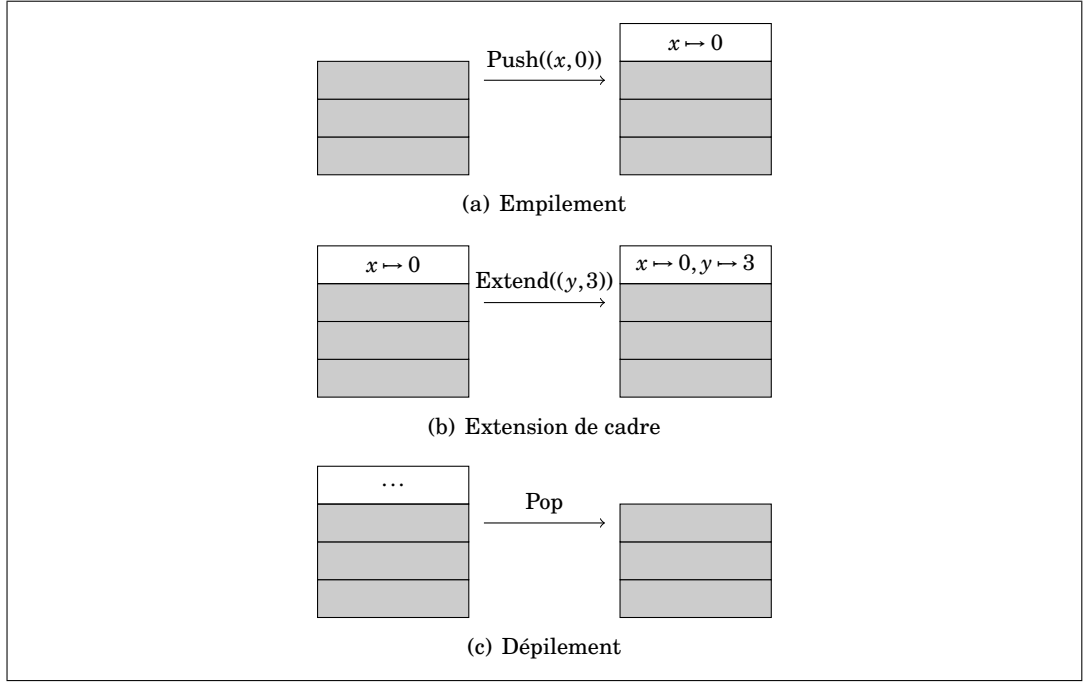 x ↦ 0
Push((x,0))
(a) Empilement
x ↦ 0
Extend((y,3))
x ↦ 0, y ↦ 3
(b) Extension de cadre
...
Pop
(c) Dépilement